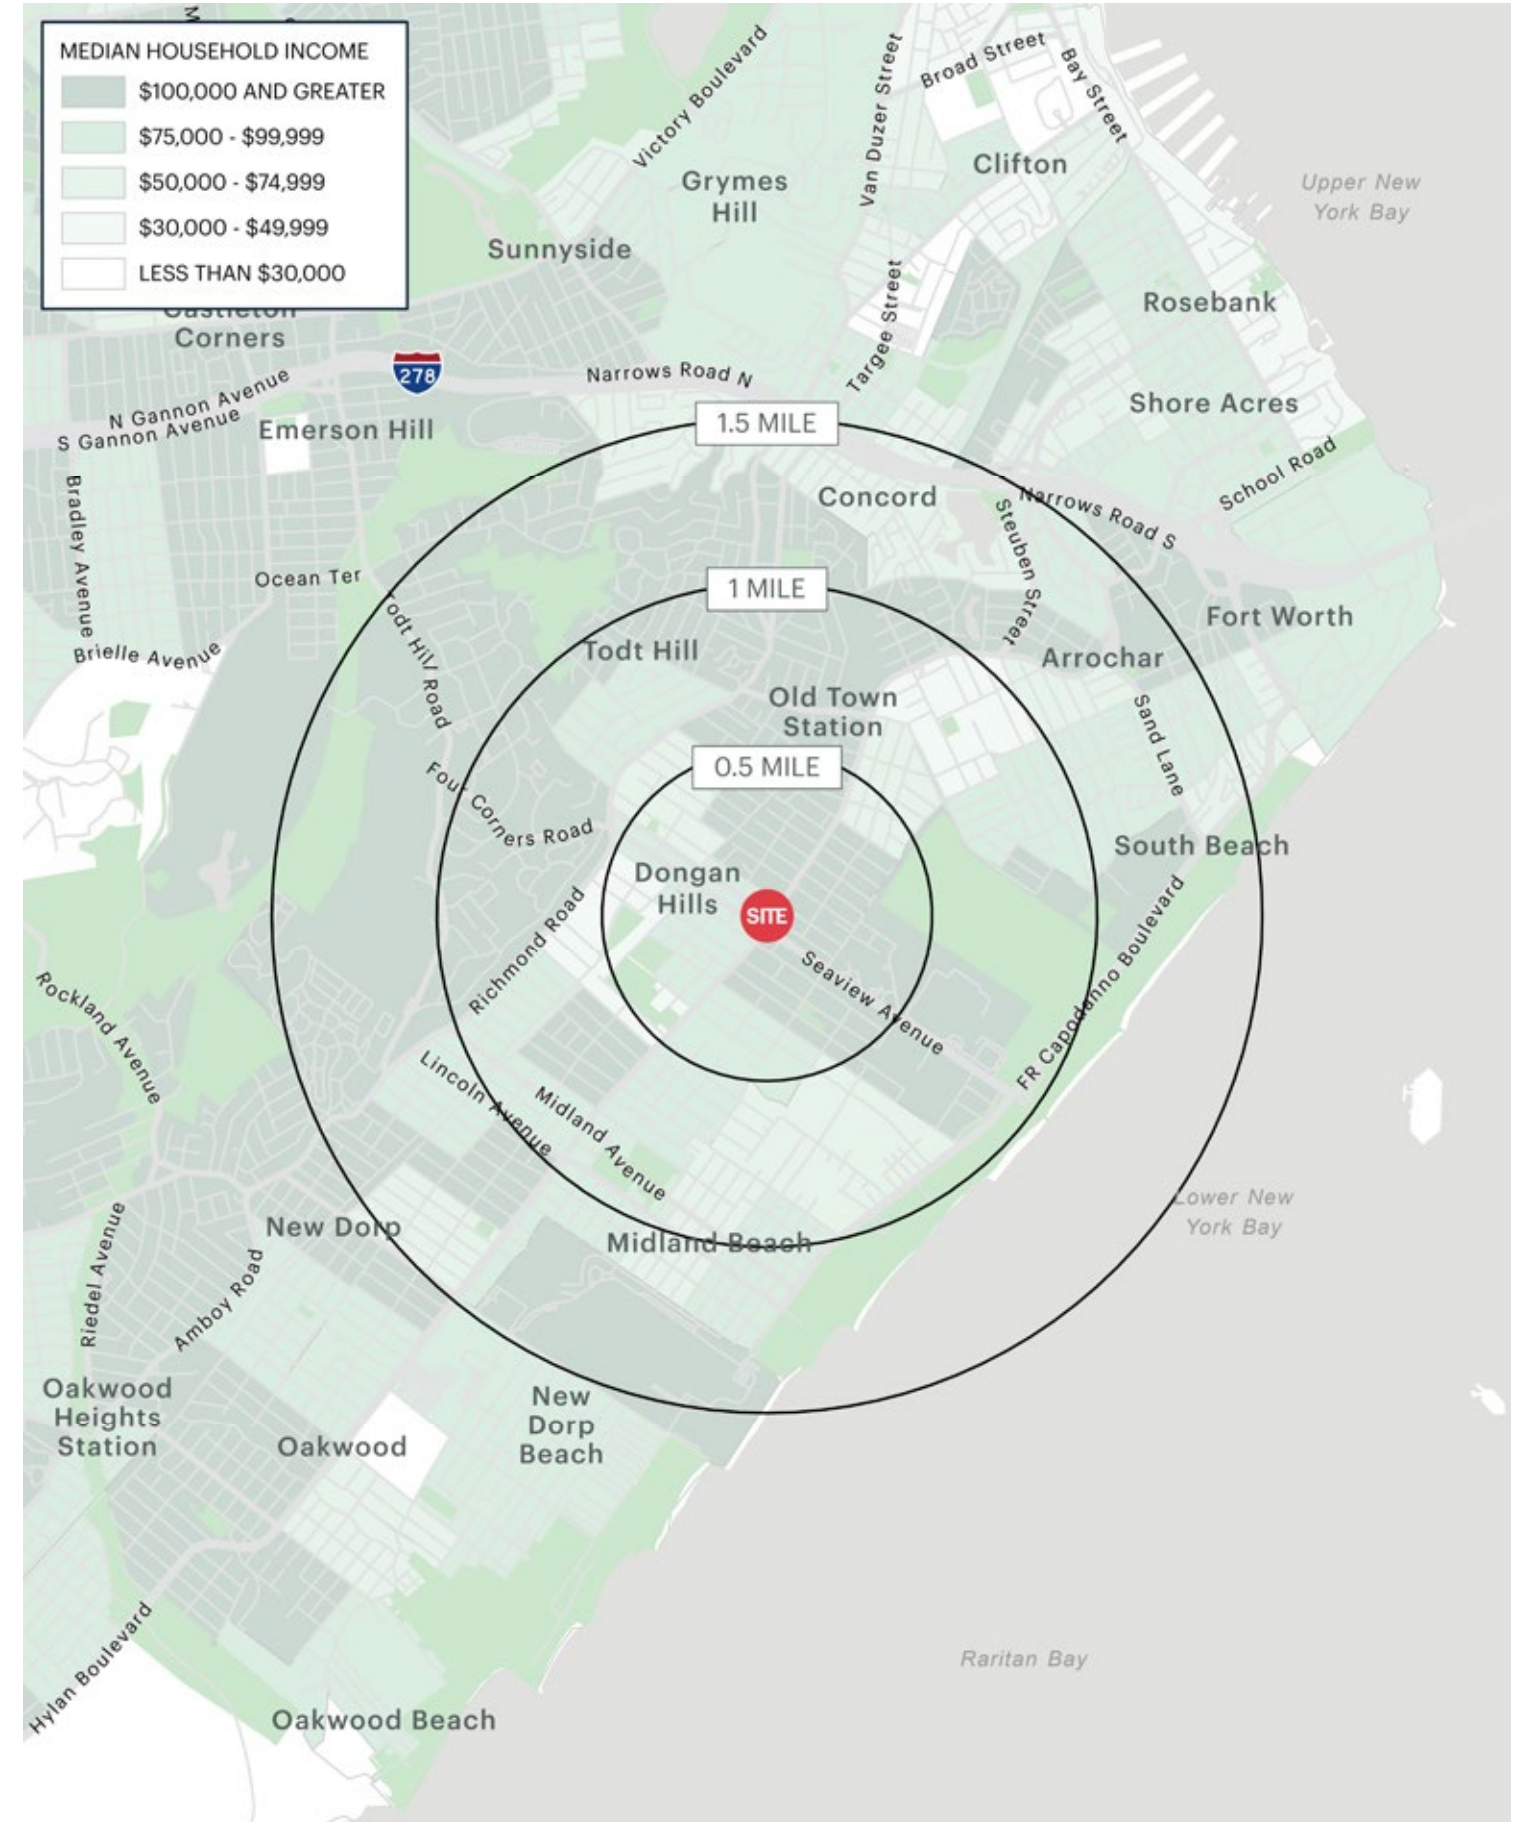 MEDIAN HOUSEHOLD INCOME
$100,000 AND GREATER
$75,000 - $99,999
$50,000 - $74,999
$30,000 - $49,999
LESS THAN $30,000
Victory Boulevard
Van Duzer Street
Broad Street
Bay Street
Clifton
Grymes
Hill
Upper New
York Bay
Sunnyside
Targee Street
Rosebank
Castleton
Corners
278
Narrows Road N
N Gannon Avenue
S Gannon Avenue
Emerson Hill
1.5 MILE
Shore Acres
School Road
Bradley Avenue
Concord
Steuben Street
Narrows Road S
Ocean Ter
1 MILE
Todt Hill Road
Fort Worth
Brielle Avenue
Todt Hill
Arrochar
Old Town
Station
Sand Lane
0.5 MILE
Four Corners Road
South Beach
Dongan
Hills
SITE
Richmond Road
Seaview Avenue
FR Capodanno Boulevard
Rockland Avenue
Lincoln Avenue
Midland Avenue
Lower New
York Bay
Riedel Avenue
New Dorp
Midland Beach
Amboy Road
Oakwood
Heights
Station
Oakwood
New
Dorp
Beach
Hylan Boulevard
Raritan Bay
Oakwood Beach